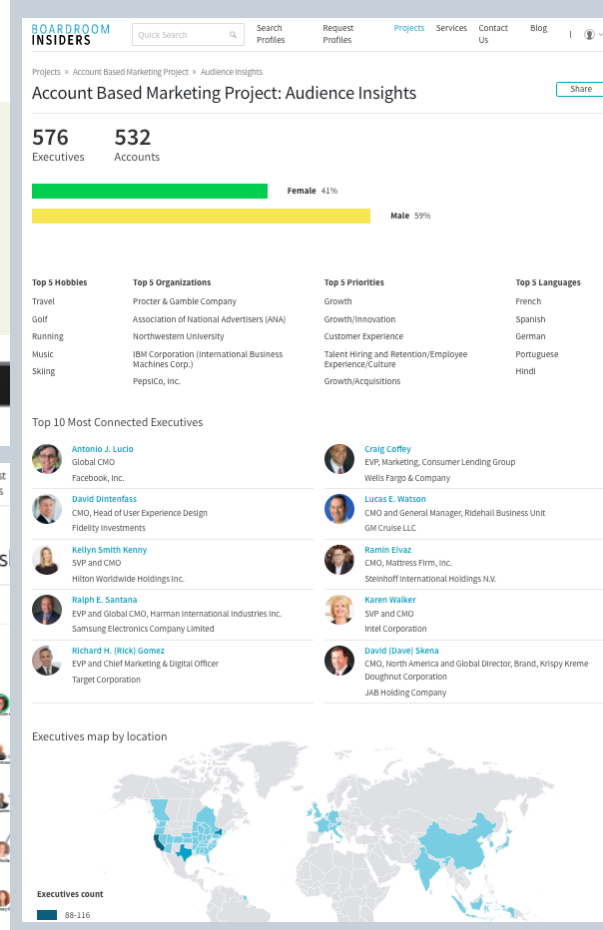 BOARDROOM
INSIDERS
Quick Search
Search
Profiles
Request
Profiles
Projects
Services
Contact
Us
Blog
Projects > Account Based Marketing Project > Audience Insights
Account Based Marketing Project: Audience Insights
Share
576
Executives
532
Accounts
Female 41%
Male 59%
Top 5 Hobbies
Travel
Golf
Running
Music
Skiing
Top 5 Organizations
Procter & Gamble Company
Association of National Advertisers (ANA)
Northwestern University
IBM Corporation (International Business
Machines Corp.)
PepsiCo, Inc.
Top 5 Priorities
Growth
Growth/Innovation
Customer Experience
Talent Hiring and Retention/Employee
Experience/Culture
Growth/Acquisitions
Top 5 Languages
French
Spanish
German
Portuguese
Hindi
Top 10 Most Connected Executives
Antonio J. Lucio
Global CMO
Facebook, Inc.
Craig Coffey
EVP, Marketing, Consumer Lending Group
Wells Fargo & Company
David Dintenfass
CMO, Head of User Experience Design
Fidelity Investments
Lucas E. Watson
CMO and General Manager, Ridehail Business Unit
GM Cruise LLC
Kellyn Smith Kenny
SVP and CMO
Hilton Worldwide Holdings Inc.
Ramin Eivaz
CMO, Mattress Firm, Inc.
Steinhoff International Holdings N.V.
Ralph E. Santana
EVP and Global CMO, Harman International Industries Inc.
Samsung Electronics Company Limited
Karen Walker
SVP and CMO
Intel Corporation
Richard H. (Rick) Gomez
EVP and Chief Marketing & Digital Officer
Target Corporation
David (Dave) Skena
CMO, North America and Global Director, Brand, Krispy Kreme
Doughnut Corporation
JAB Holding Company
Executives map by location
Executives count
88-116